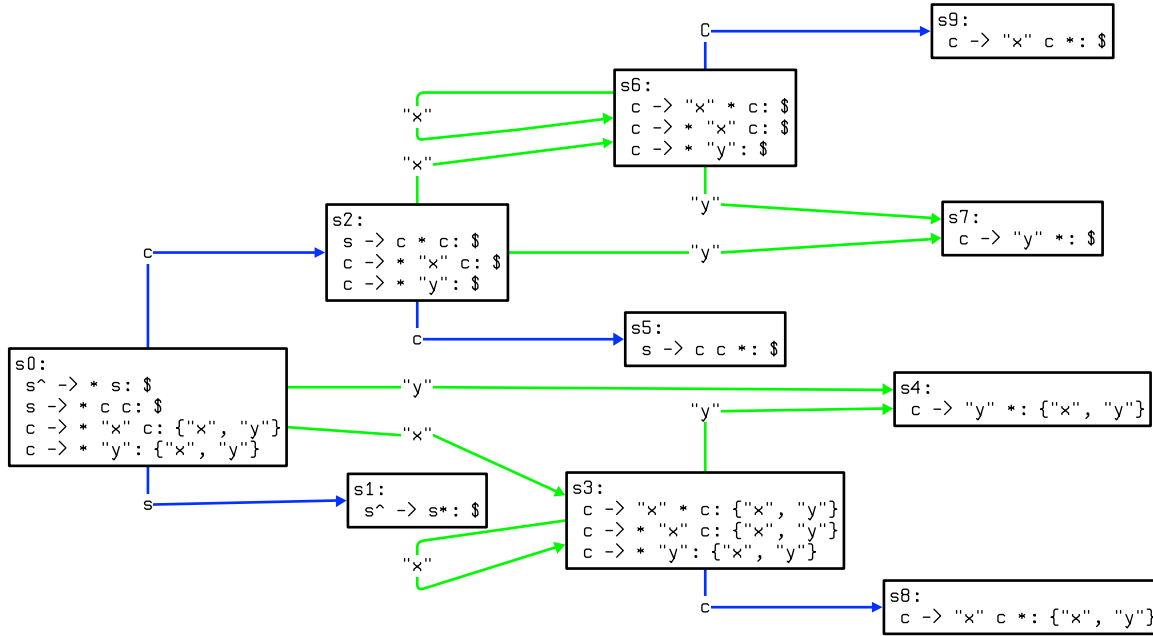 s9:
c -> "x" c *: $
C
s6:
c -> "x" * c: $
c -> * "x" c: $
c -> * "y": $
"x"
"x"
"y"
s7:
c -> "y" *: $
s2:
s -> c * c: $
c -> * "x" c: $
c -> * "y": $
"y"
c
c
s5:
s -> c c *: $
s0:
s^ -> * s: $
s -> * c c: $
c -> * "x" c: {"x", "y"}
c -> * "y": {"x", "y"}
"y"
s4:
c -> "y" *: {"x", "y"}
"y"
"x"
s
s1:
s^ -> s*: $
s3:
c -> "x" * c: {"x", "y"}
c -> * "x" c: {"x", "y"}
c -> * "y": {"x", "y"}
"x"
c
s8:
c -> "x" c *: {"x", "y"}